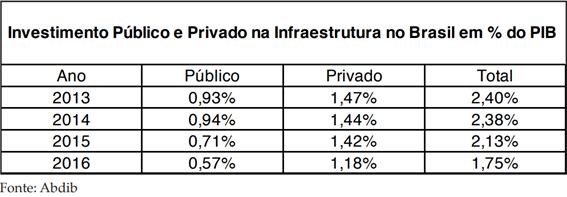 Investimento Público e Privado na Infraestrutura no Brasil em % do PIB
Ano Público Privado Total
2013 0,93% 1,47% 2,40%
2014 0,94% 1,44% 2,38%
2015 0,71% 1,42% 2,13%
2016 0,57% 1,18% 1,75%
Fonte: Abdib